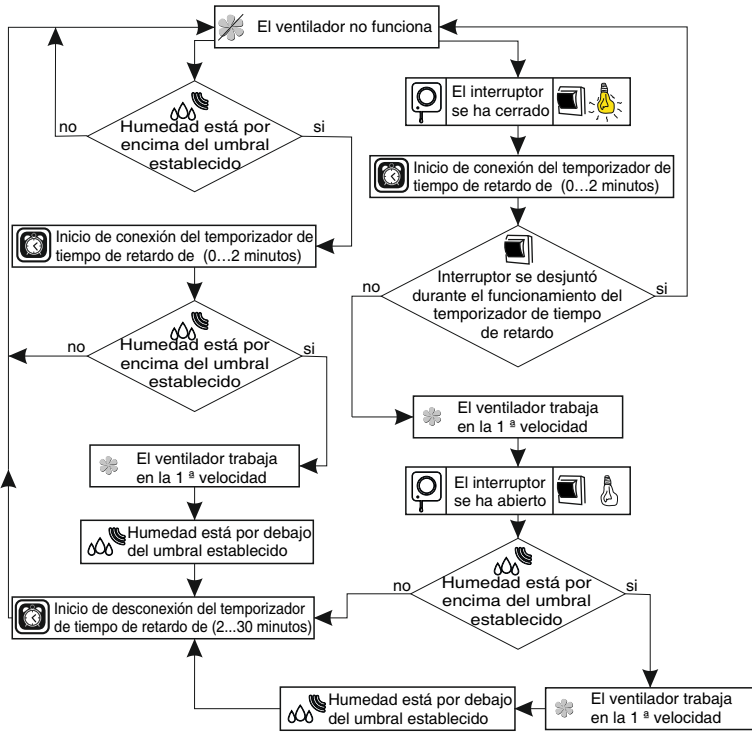 El ventilador no funciona
Humedad está por
encima del umbral
establecido
no
si
El interruptor
se ha cerrado
Inicio de conexión del temporizador de
tiempo de retardo de (0...2 minutos)
Inicio de conexión del temporizador de
tiempo de retardo de (0...2 minutos)
Interruptor se desjuntó
durante el funcionamiento del
temporizador de tiempo
de retardo
no
si
Humedad está por
encima del umbral
establecido
no
si
El ventilador trabaja
en la 1 ª velocidad
El ventilador trabaja
en la 1 ª velocidad
El interruptor
se ha abierto
Humedad está por debajo
del umbral establecido
Humedad está por
encima del umbral
establecido
no
si
Inicio de desconexión del temporizador
de tiempo de retardo de (2...30 minutos)
Humedad está por debajo
del umbral establecido
El ventilador trabaja
en la 1 ª velocidad